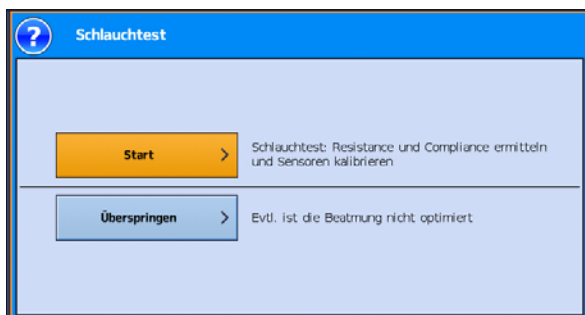 ?
Schlauchtest
Start >
Schlauchtest: Resistance und Compliance ermitteln
und Sensoren kalibrieren
Überspringen >
Evtl. ist die Beatmung nicht optimiert